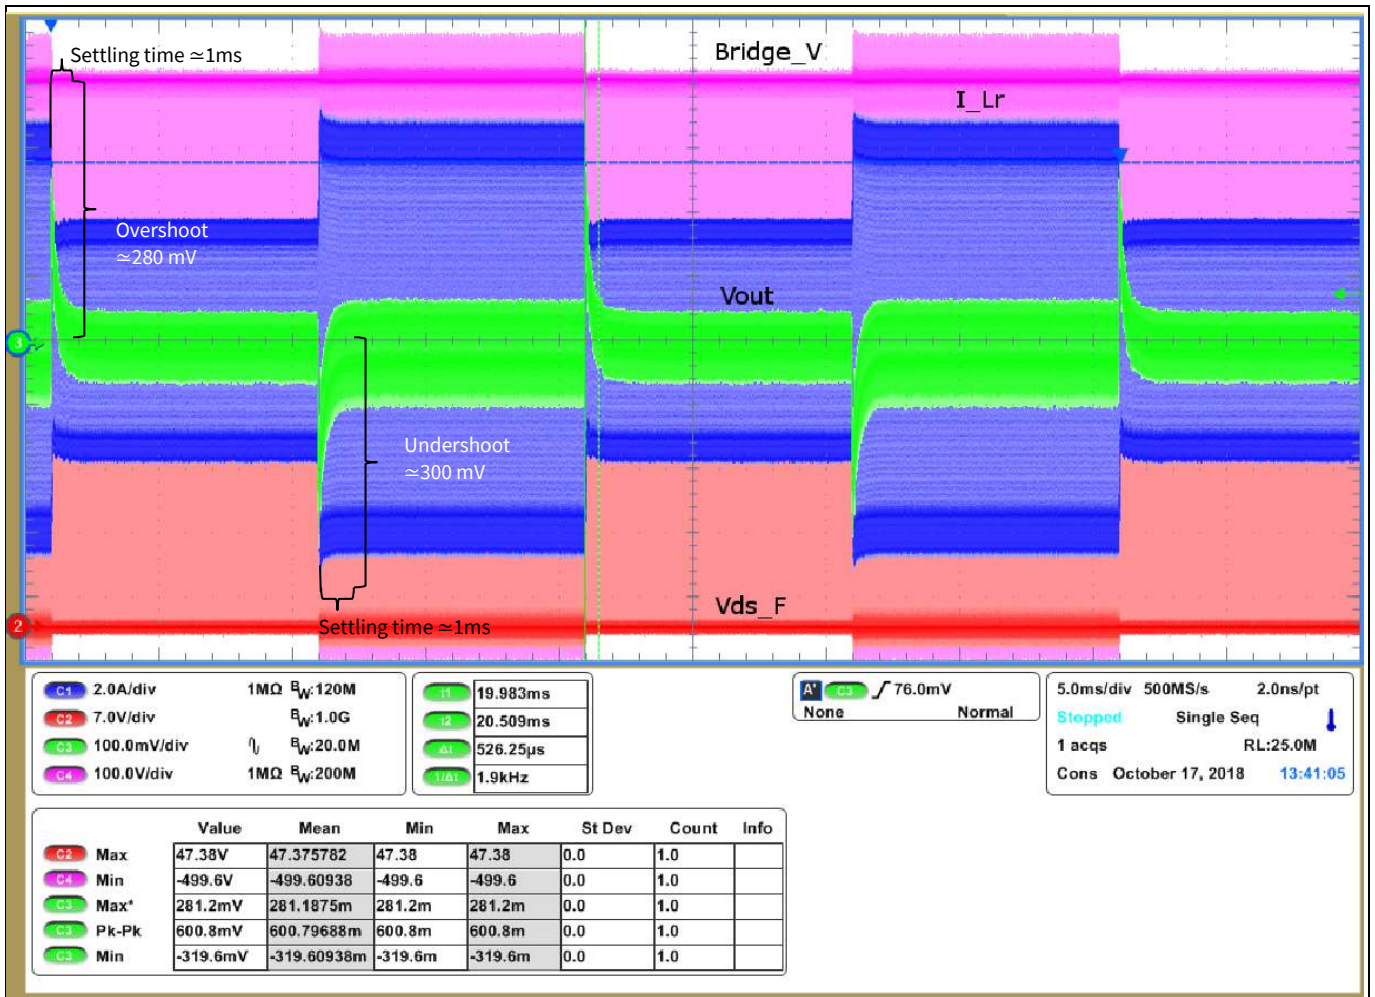 Settling time ≃1ms
Bridge_V
I_Lr
Overshoot
≃280 mV
Vout
3
Undershoot
≃300 mV
Vds_F
2
Settling time ≃1ms
C1 2.0A/div 1MΩ BW:120M
C2 7.0V/div BW:1.0G
C3 100.0mV/div BW:20.0M
C4 100.0V/div 1MΩ BW:200M
t1 19.983ms
t2 20.509ms
Δt 526.25µs
1/Δt 1.9kHz
A' C3 76.0mV
None Normal
5.0ms/div 500MS/s 2.0ns/pt
Stopped Single Seq
1 acqs RL:25.0M
Cons October 17, 2018 13:41:05
Value Mean Min Max St Dev Count Info
C2 Max 47.38V 47.375782 47.38 47.38 0.0 1.0
C4 Min -499.6V -499.60938 -499.6 -499.6 0.0 1.0
C3 Max* 281.2mV 281.1875m 281.2m 281.2m 0.0 1.0
C3 Pk-Pk 600.8mV 600.79688m 600.8m 600.8m 0.0 1.0
C3 Min -319.6mV -319.60938m -319.6m -319.6m 0.0 1.0